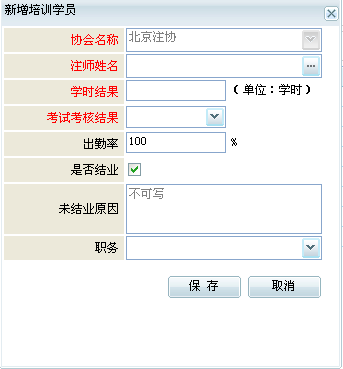 新增培训学员
协会名称 北京注协
注师姓名
学时结果 (单位：学时)
考试考核结果
出勤率 100 %
是否结业
未结业原因 不可写
职务
保 存 取消